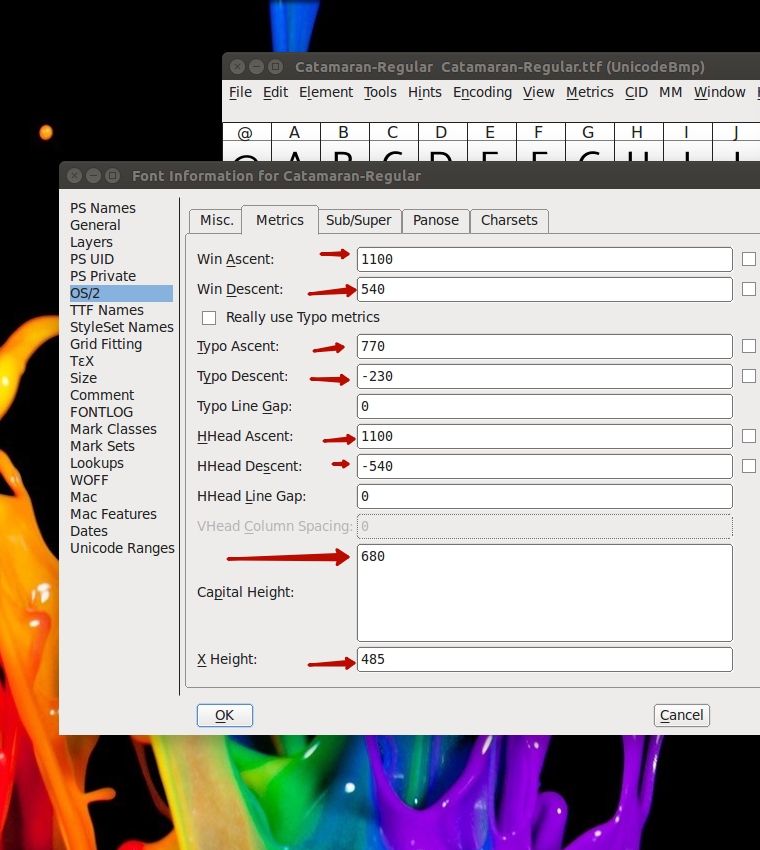 Catamaran-Regular Catamaran-Regular.ttf (UnicodeBmp)
File Edit Element Tools Hints Encoding View Metrics CID MM Window
@ A B C D E F G H I J
Font Information for Catamaran-Regular
PS Names
General
Layers
PS UID
PS Private
OS/2
TTF Names
StyleSet Names
Grid Fitting
TεX
Size
Comment
FONTLOG
Mark Classes
Mark Sets
Lookups
WOFF
Mac
Mac Features
Dates
Unicode Ranges
Misc. Metrics Sub/Super Panose Charsets
Win Ascent: 1100
Win Descent: 540
Really use Typo metrics
Typo Ascent: 770
Typo Descent: -230
Typo Line Gap: 0
HHead Ascent: 1100
HHead Descent: -540
HHead Line Gap: 0
VHead Column Spacing: 0
Capital Height: 680
X Height: 485
OK Cancel